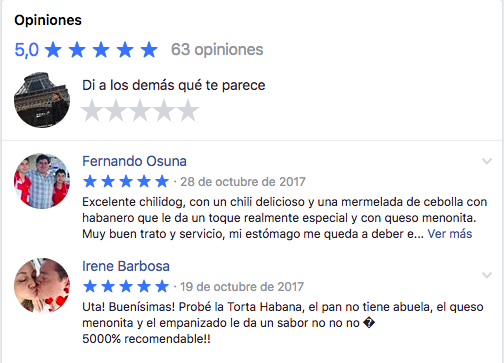 Opiniones
5,0 ★★★★★ 63 opiniones
Di a los demás qué te parece
Fernando Osuna
★★★★★ · 28 de octubre de 2017
Excelente chilidog, con un chili delicioso y una mermelada de cebolla con
habanero que le da un toque realmente especial y con queso menonita.
Muy buen trato y servicio, mi estómago me queda a deber e... Ver más
Irene Barbosa
★★★★★ · 19 de octubre de 2017
Uta! Buenísimas! Probé la Torta Habana, el pan no tiene abuela, el queso
menonita y el empanizado le da un sabor no no no �
5000% recomendable!!